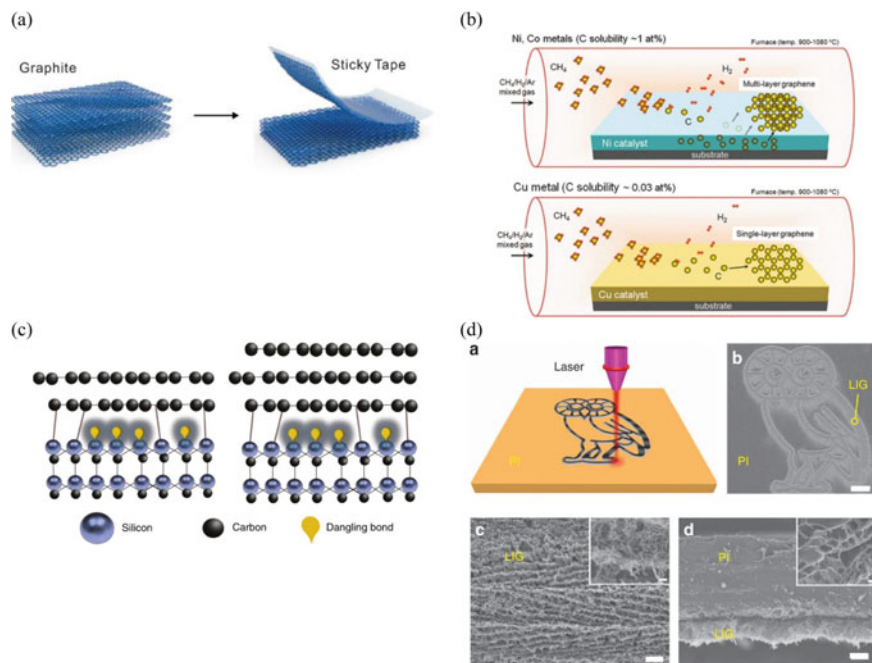 (a)
Graphite
Sticky Tape
(b)
Ni, Co metals (C solubility ~1 at%)
Furnace (temp. 900-1080 °C)
CH₄
H₂
CH₄/H₂/Ar
mixed gas
Multi-layer graphene
C
Ni catalyst
substrate
Cu metal (C solubility ~ 0.03 at%)
Furnace (temp. 900-1080 °C)
CH₄
H₂
CH₄/H₂/Ar
mixed gas
Single-layer graphene
C
Cu catalyst
substrate
(c)
Silicon
Carbon
Dangling bond
(d)
a
Laser
PI
b
LIG
PI
c
LIG
d
PI
LIG